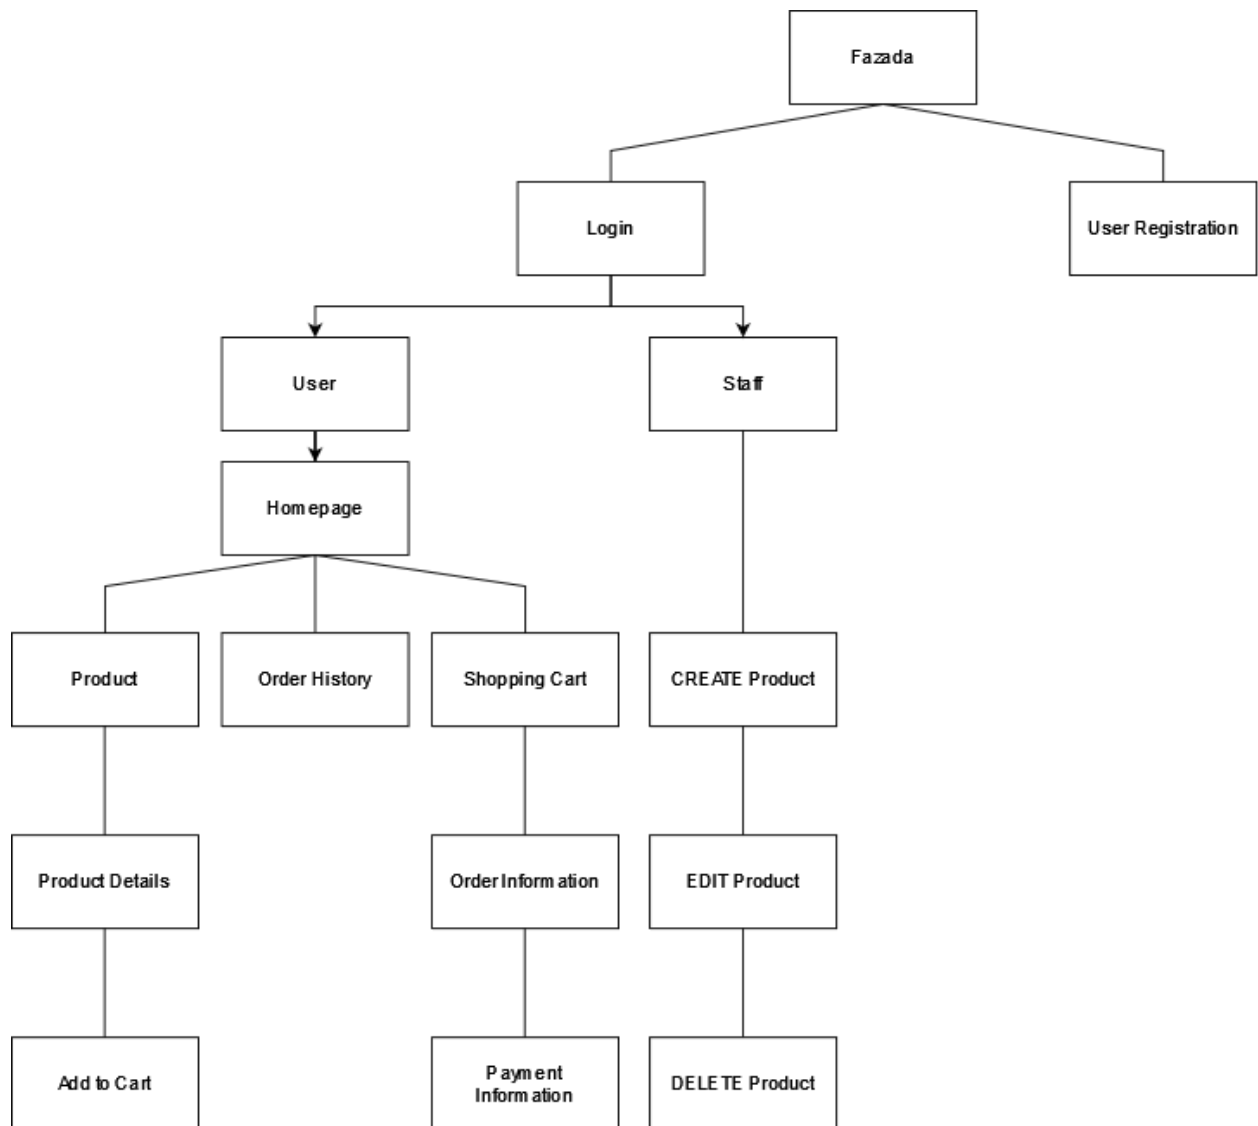 Fazada
Login
User Registration
User
Staff
Homepage
Product
Order History
Shopping Cart
CREATE Product
Product Details
Order Information
EDIT Product
Add to Cart
Payment
Information
DELETE Product